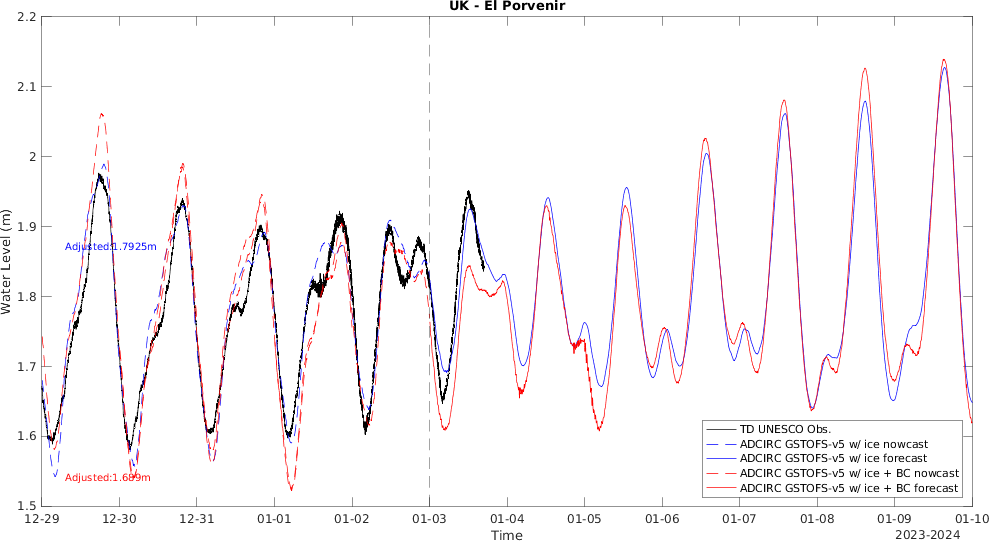 UK - El Porvenir
2.2
2.1
2
1.9
1.8
1.7
1.6
1.5
Water Level (m)
Adjusted:1.7925m
Adjusted:1.689m
TD UNESCO Obs.
ADCIRC GSTOFS-v5 w/ ice nowcast
ADCIRC GSTOFS-v5 w/ ice forecast
ADCIRC GSTOFS-v5 w/ ice + BC nowcast
ADCIRC GSTOFS-v5 w/ ice + BC forecast
12-29 12-30 12-31 01-01 01-02 01-03 01-04 01-05 01-06 01-07 01-08 01-09 01-10
Time
2023-2024